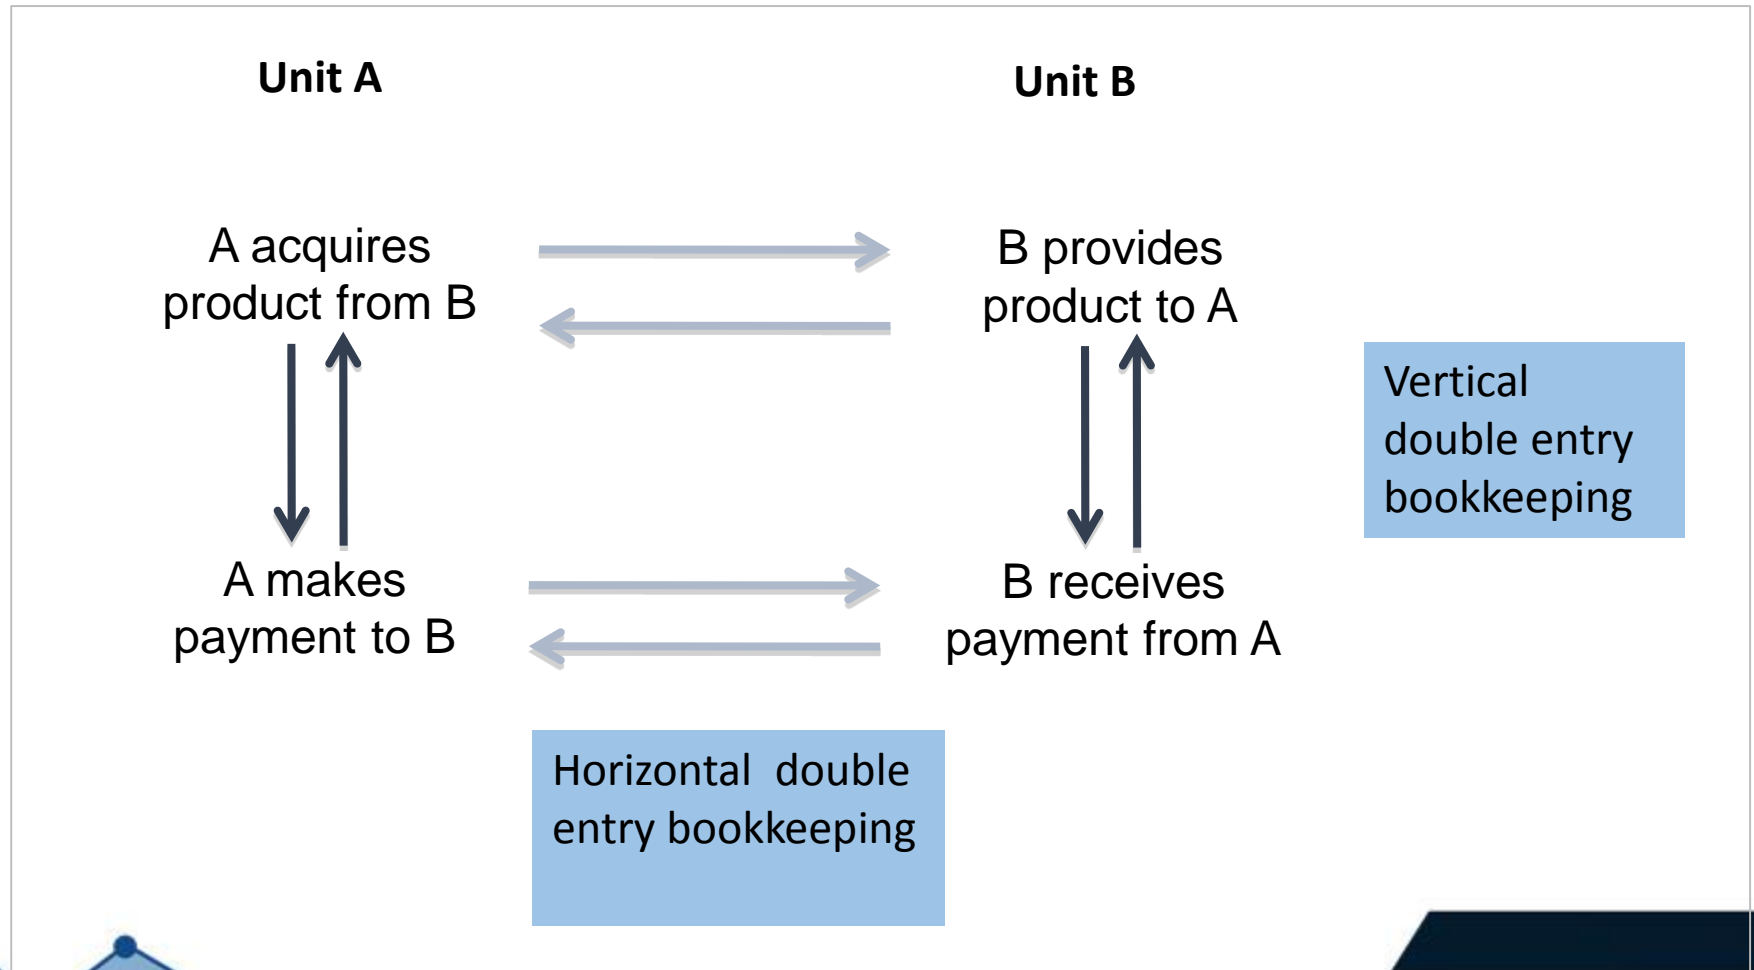 Unit A
Unit B
A acquires
product from B
B provides
product to A
Vertical
double entry
bookkeeping
A makes
payment to B
B receives
payment from A
Horizontal  double
entry bookkeeping